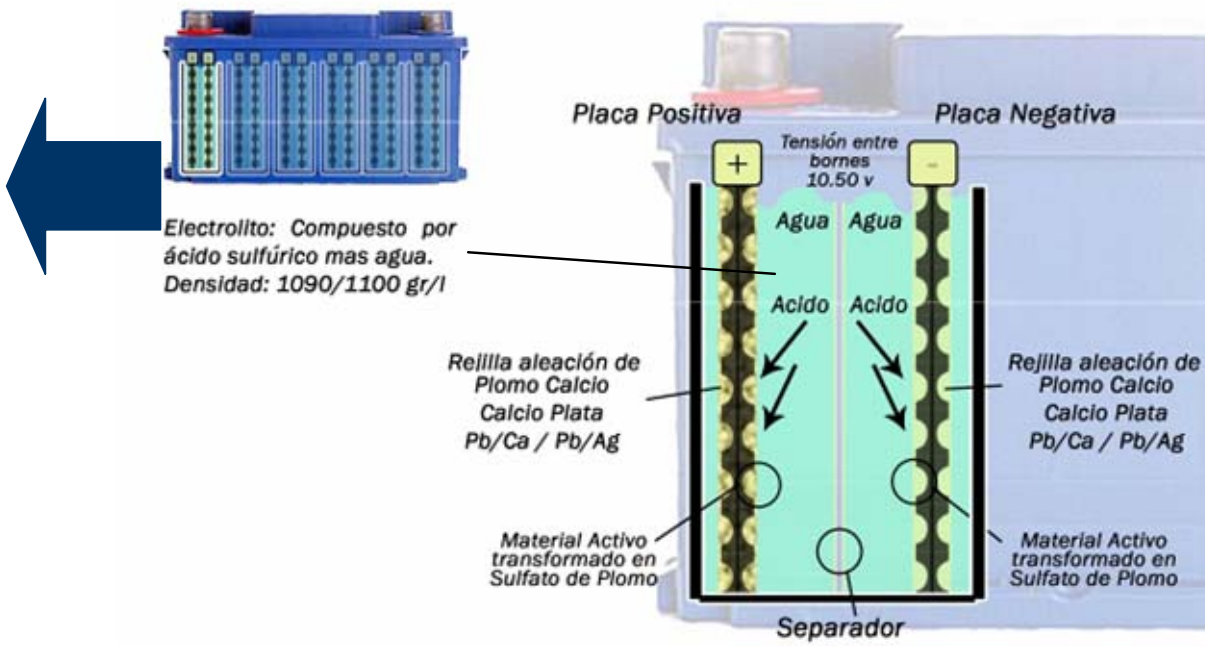 Placa Positiva
Placa Negativa
Tensión entre
bornes
10.50 v
+
-
Electrolito: Compuesto por
ácido sulfúrico mas agua.
Densidad: 1090/1100 gr/l
Agua
Agua
Acido
Acido
Rejilla aleación de
Plomo Calcio
Calcio Plata
Pb/Ca / Pb/Ag
Rejilla aleación de
Plomo Calcio
Calcio Plata
Pb/Ca / Pb/Ag
Material Activo
transformado en
Sulfato de Plomo
Material Activo
transformado en
Sulfato de Plomo
Separador